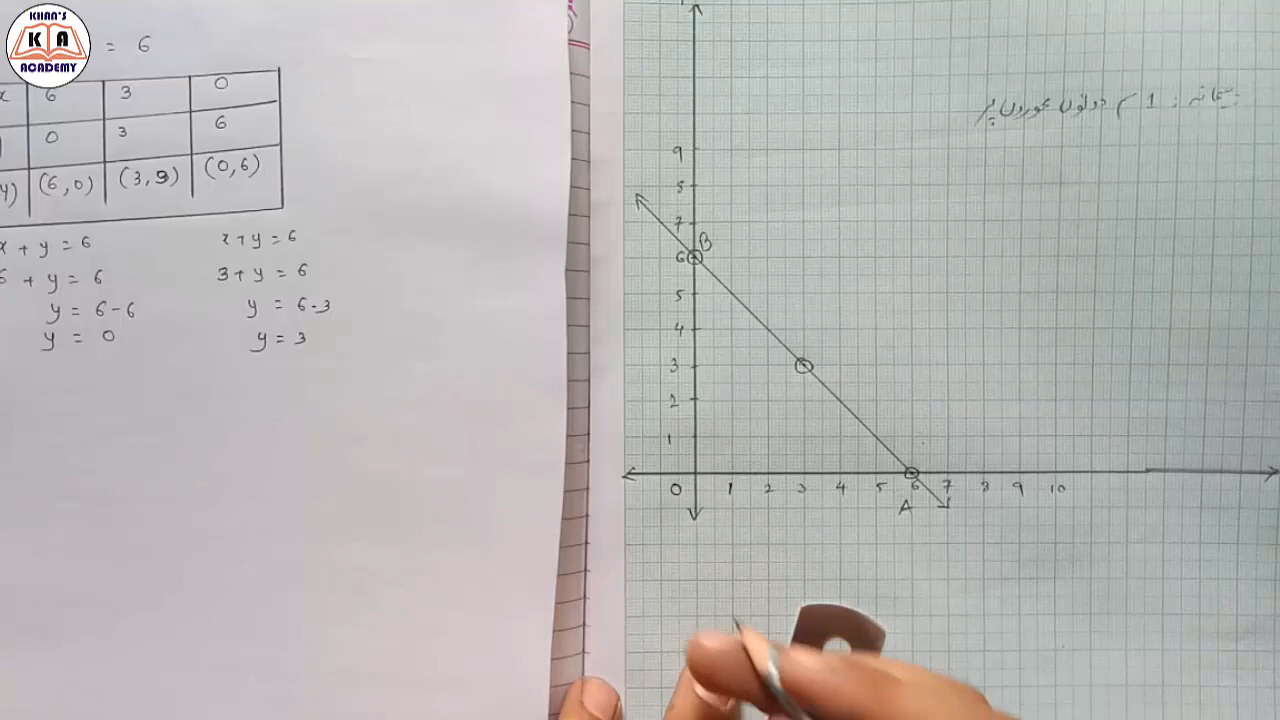 KHAN'S
K A
ACADEMY
= 6
x 6 3 0
0 3 6
y) (6,0) (3,3) (0,6)
x + y = 6
6 + y = 6
y = 6-6
y = 0
x + y = 6
3 + y = 6
y = 6-3
y = 3
پیمانہ : 1 سم دونوں محوروں پر
9
8
7
6 B
5
4
3
2
1
0 1 2 3 4 5 6 7 8 9 10
A